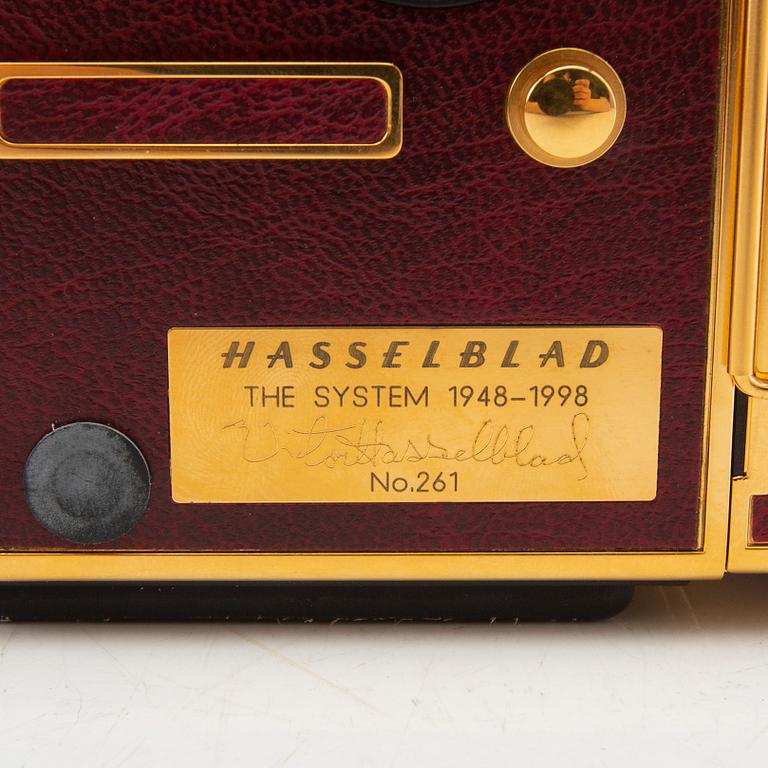 HASSELBLAD
THE SYSTEM 1948-1998
Victor Hasselblad
No.261